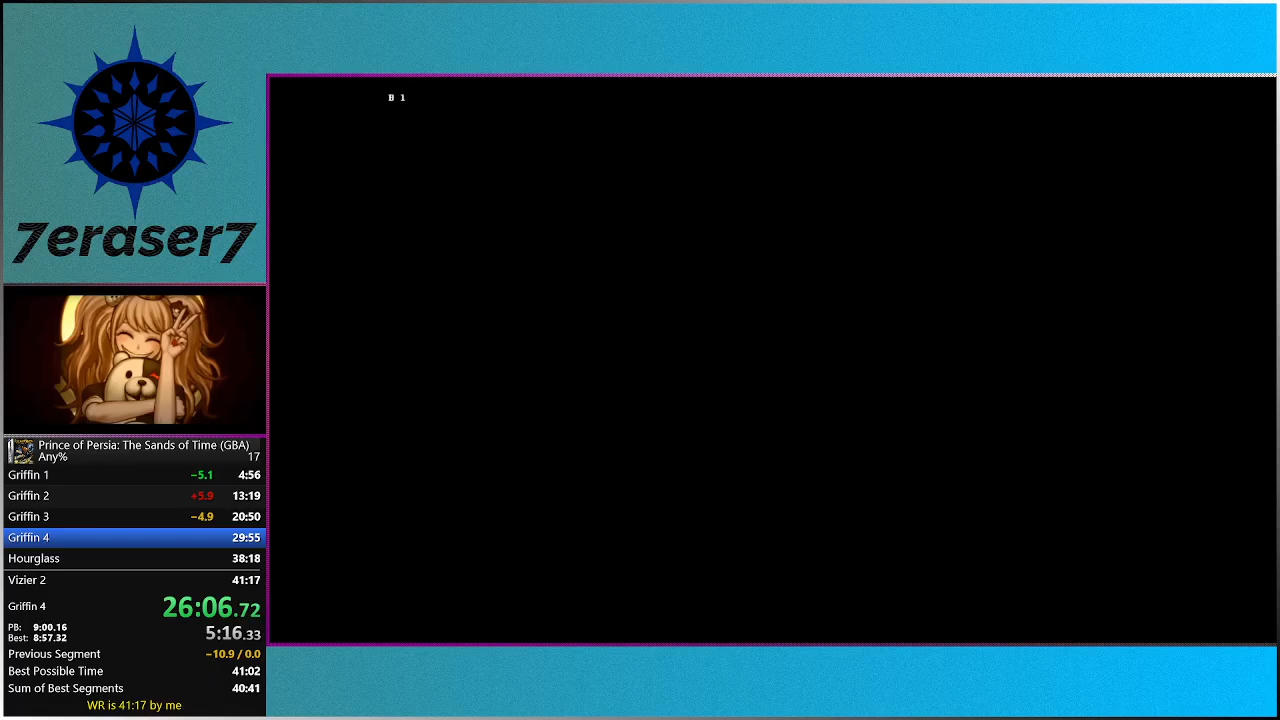 B 1
7eraser7
Prince of Persia: The Sands of Time (GBA)
Any% 17
Griffin 1 −5.1 4:56
Griffin 2 +5.9 13:19
Griffin 3 −4.9 20:50
Griffin 4 29:55
Hourglass 38:18
Vizier 2 41:17
Griffin 4 26:06.72
PB: 9:00.16
Best: 8:57.32
5:16.33
Previous Segment −10.9 / 0.0
Best Possible Time 41:02
Sum of Best Segments 40:41
WR is 41:17 by me